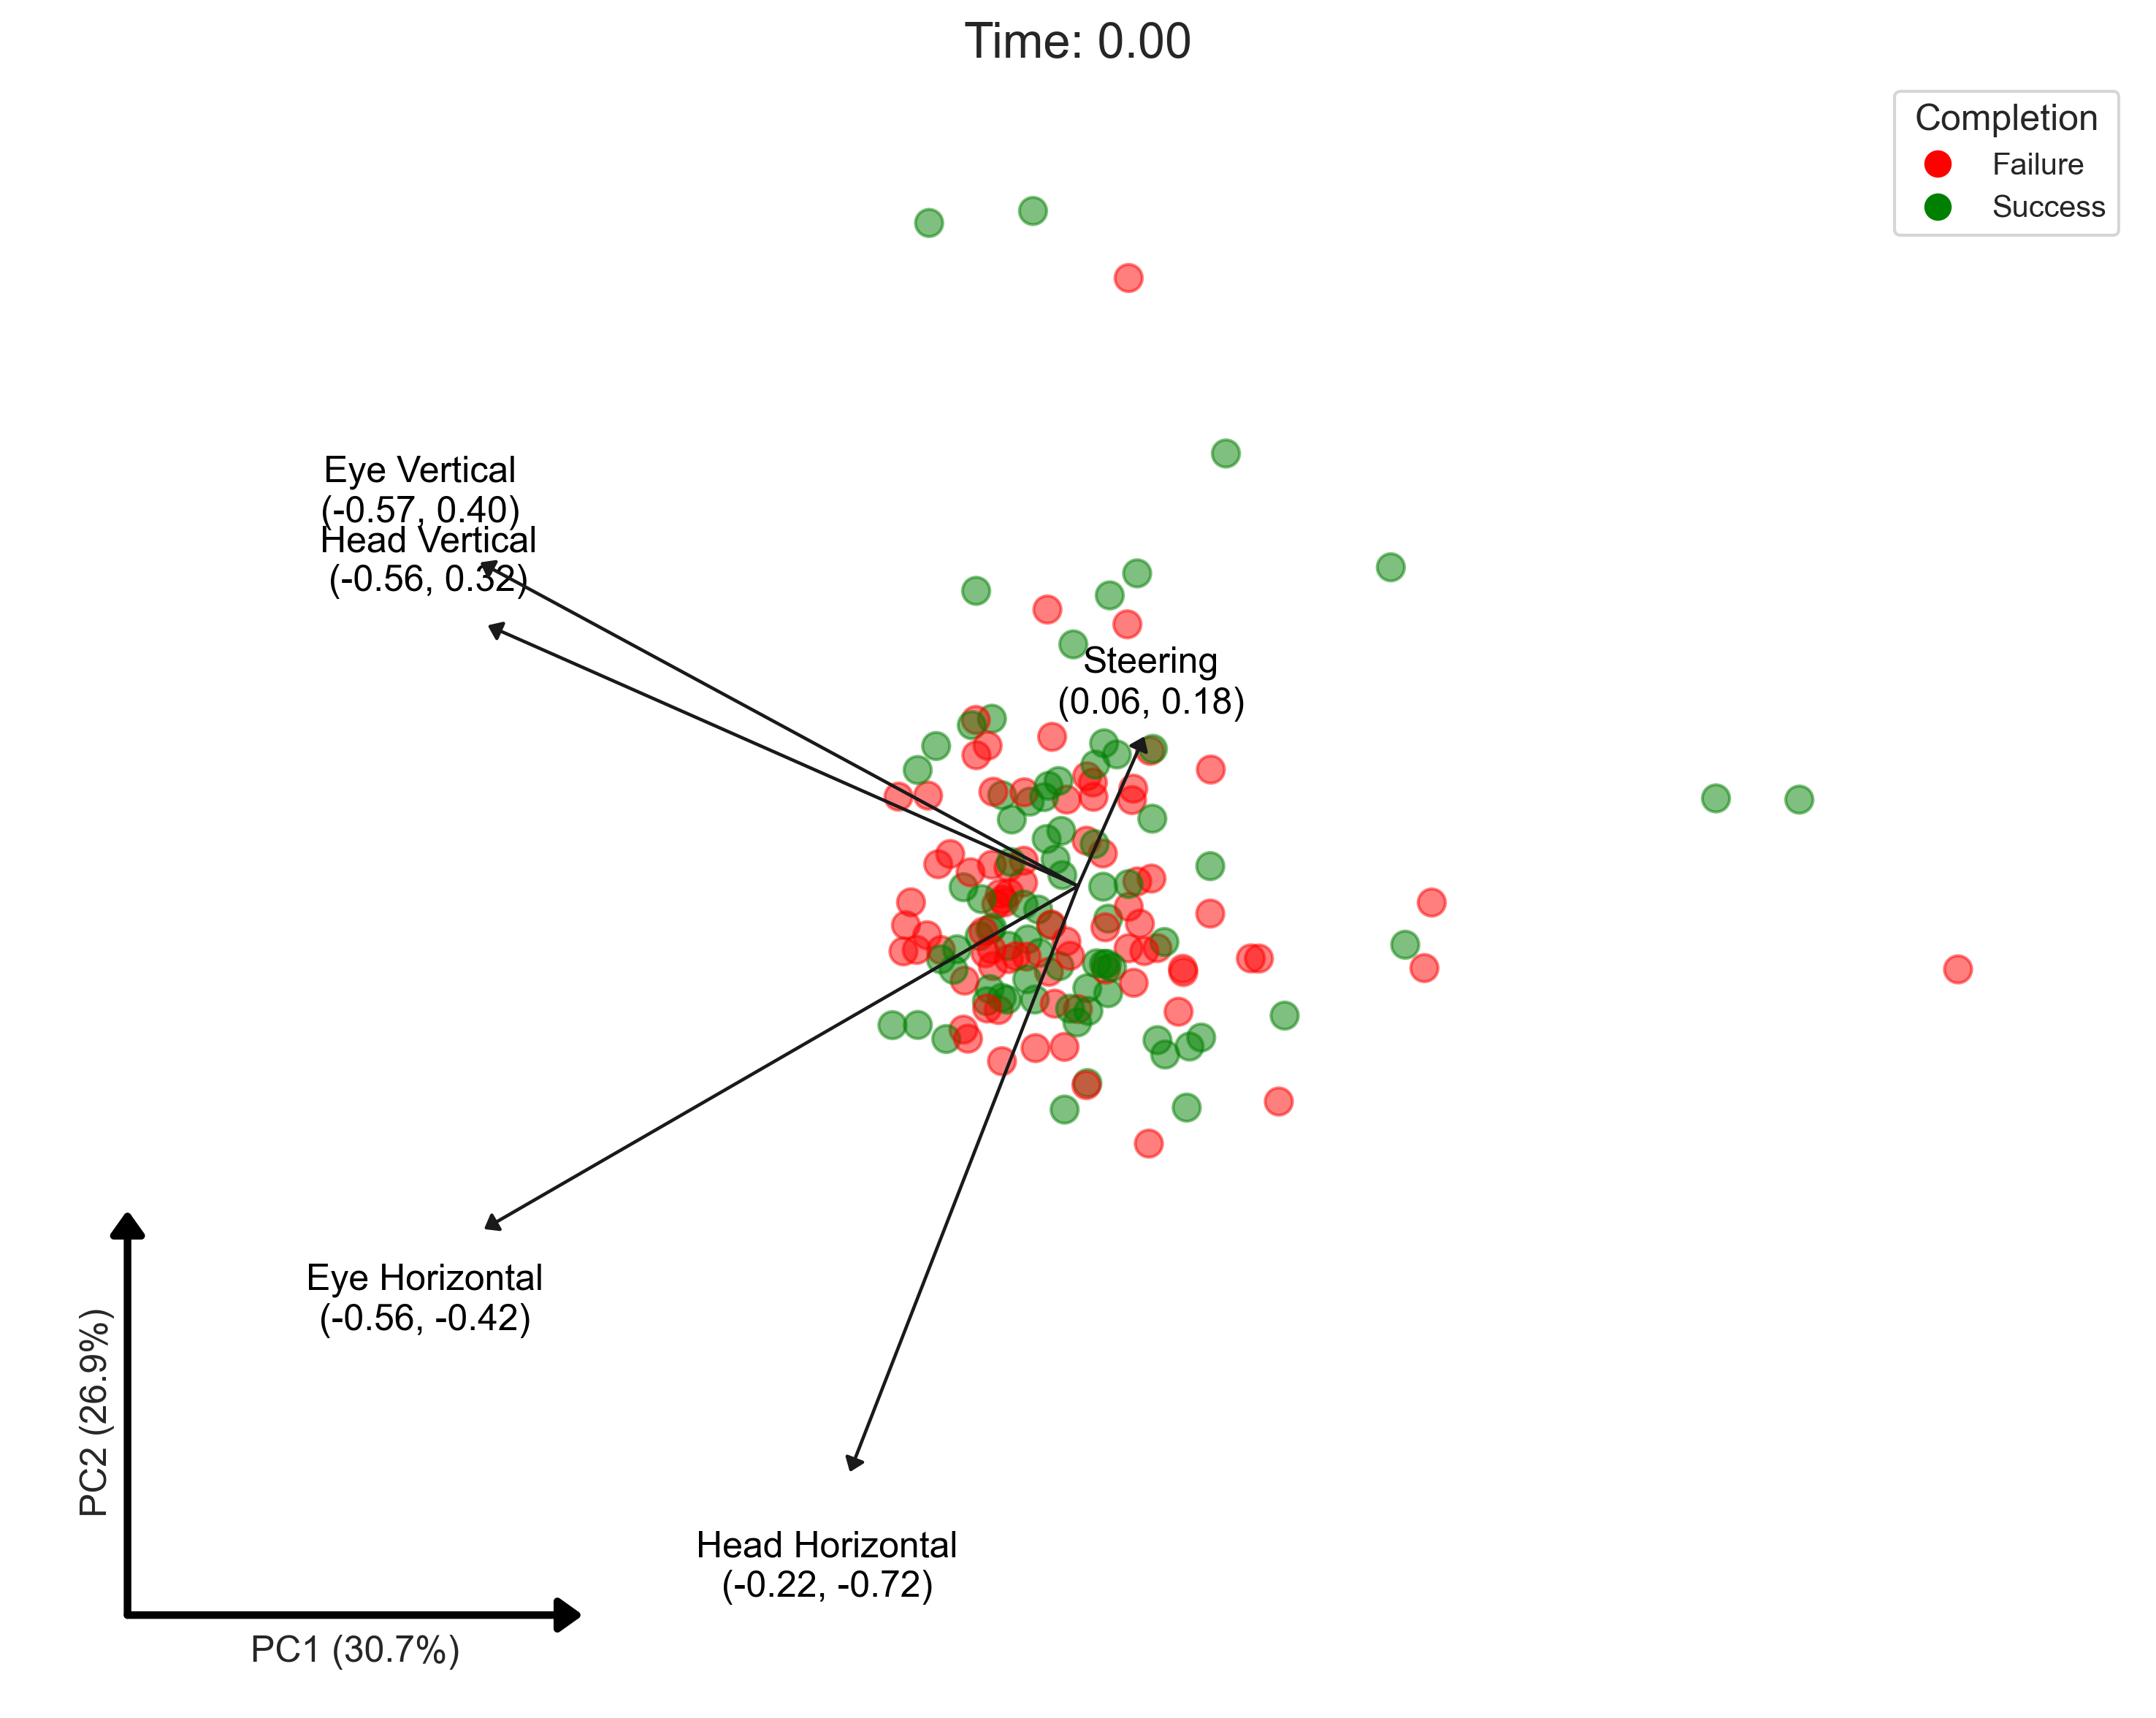 Time: 0.00
Completion
Failure
Success
Eye Vertical
(-0.57, 0.40)
Head Vertical
(-0.56, 0.32)
Steering
(0.06, 0.18)
Eye Horizontal
(-0.56, -0.42)
Head Horizontal
(-0.22, -0.72)
PC2 (26.9%)
PC1 (30.7%)